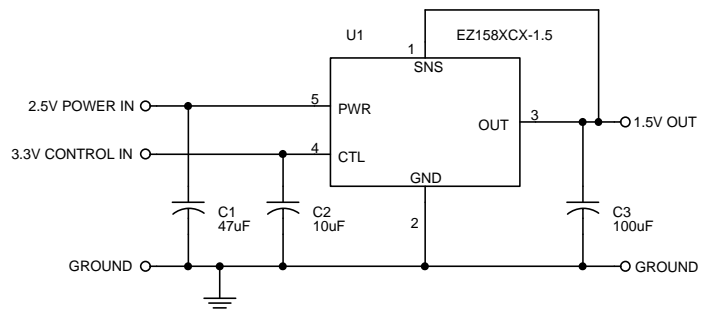 U1
EZ158XCX-1.5
1
SNS
2.5V POWER IN
5
PWR
3
1.5V OUT
OUT
3.3V CONTROL IN
4
CTL
GND
2
C1
47uF
C2
10uF
C3
100uF
GROUND
GROUND